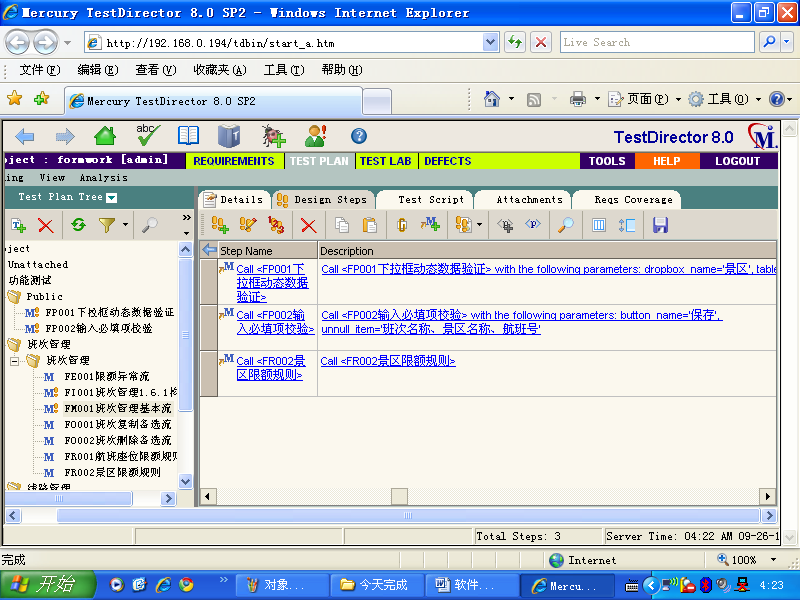 Mercury TestDirector 8.0 SP2 - Windows Internet Explorer
http://192.168.0.194/tdbin/start_a.htm
Live Search
文件(F) 编辑(E) 查看(V) 收藏夹(A) 工具(T) 帮助(H)
Mercury TestDirector 8.0 SP2
页面(P) 工具(O)
abc
TestDirector 8.0
oject : formwork [admin] REQUIREMENTS TEST PLAN TEST LAB DEFECTS TOOLS HELP LOGOUT
ing View Analysis
Test Plan Tree
Details Design Steps Test Script Attachments Reqs Coverage
Step Name Description
oject
Unattached
功能测试
Public
FP001下拉框动态数据验证
FP002输入必填项校验
班次管理
班次管理
FE001限额异常流
FI001班次管理1.6.1
FM001班次管理基本流
FO001班次复制备选流
FO002班次删除备选流
FR001航班座位限额规
FR002景区限额规则
线路管理
Call <FP001下
拉框动态数据
验证>
Call <FP001下拉框动态数据验证> with the following parameters: dropbox_name='景区', table
Call <FP002输
入必填项校验>
Call <FP002输入必填项校验> with the following parameters: button_name='保存',
unnull_item='班次名称、景区名称、航班号'
Call <FR002景
区限额规则>
Call <FR002景区限额规则>
Total Steps: 3 Server Time: 04:22 AM 09-26-1
完成 Internet 100%
开始 对象... 今天完成 软件... Mercu... 4:23